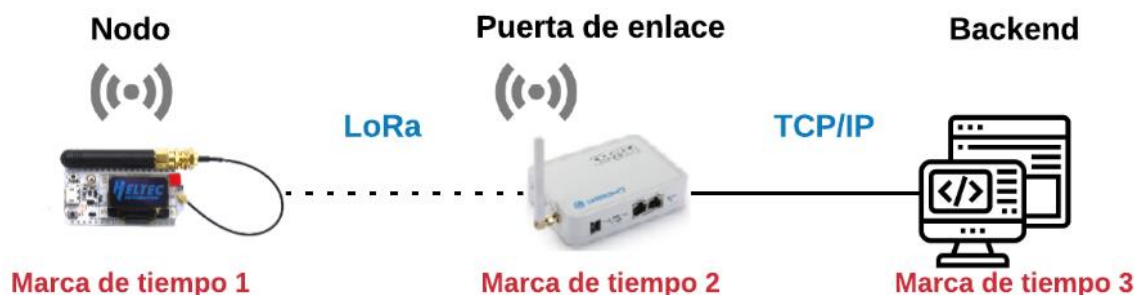 Nodo
Puerta de enlace
Backend
LoRa
TCP/IP
HELTEC
</>
Marca de tiempo 1
Marca de tiempo 2
Marca de tiempo 3